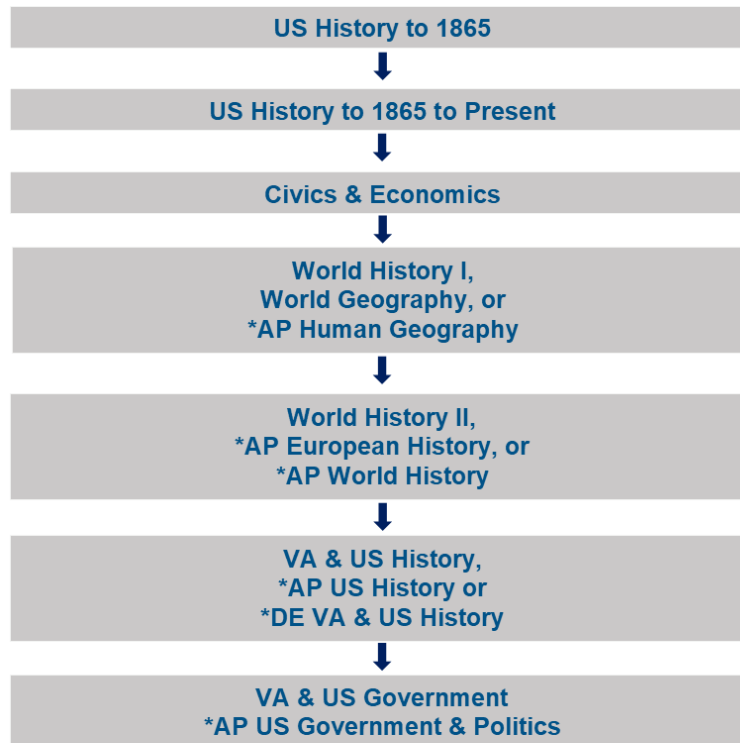 US History to 1865
US History to 1865 to Present
Civics & Economics
World History I,
World Geography, or
*AP Human Geography
World History II,
*AP European History, or
*AP World History
VA & US History,
*AP US History or
*DE VA & US History
VA & US Government
*AP US Government & Politics